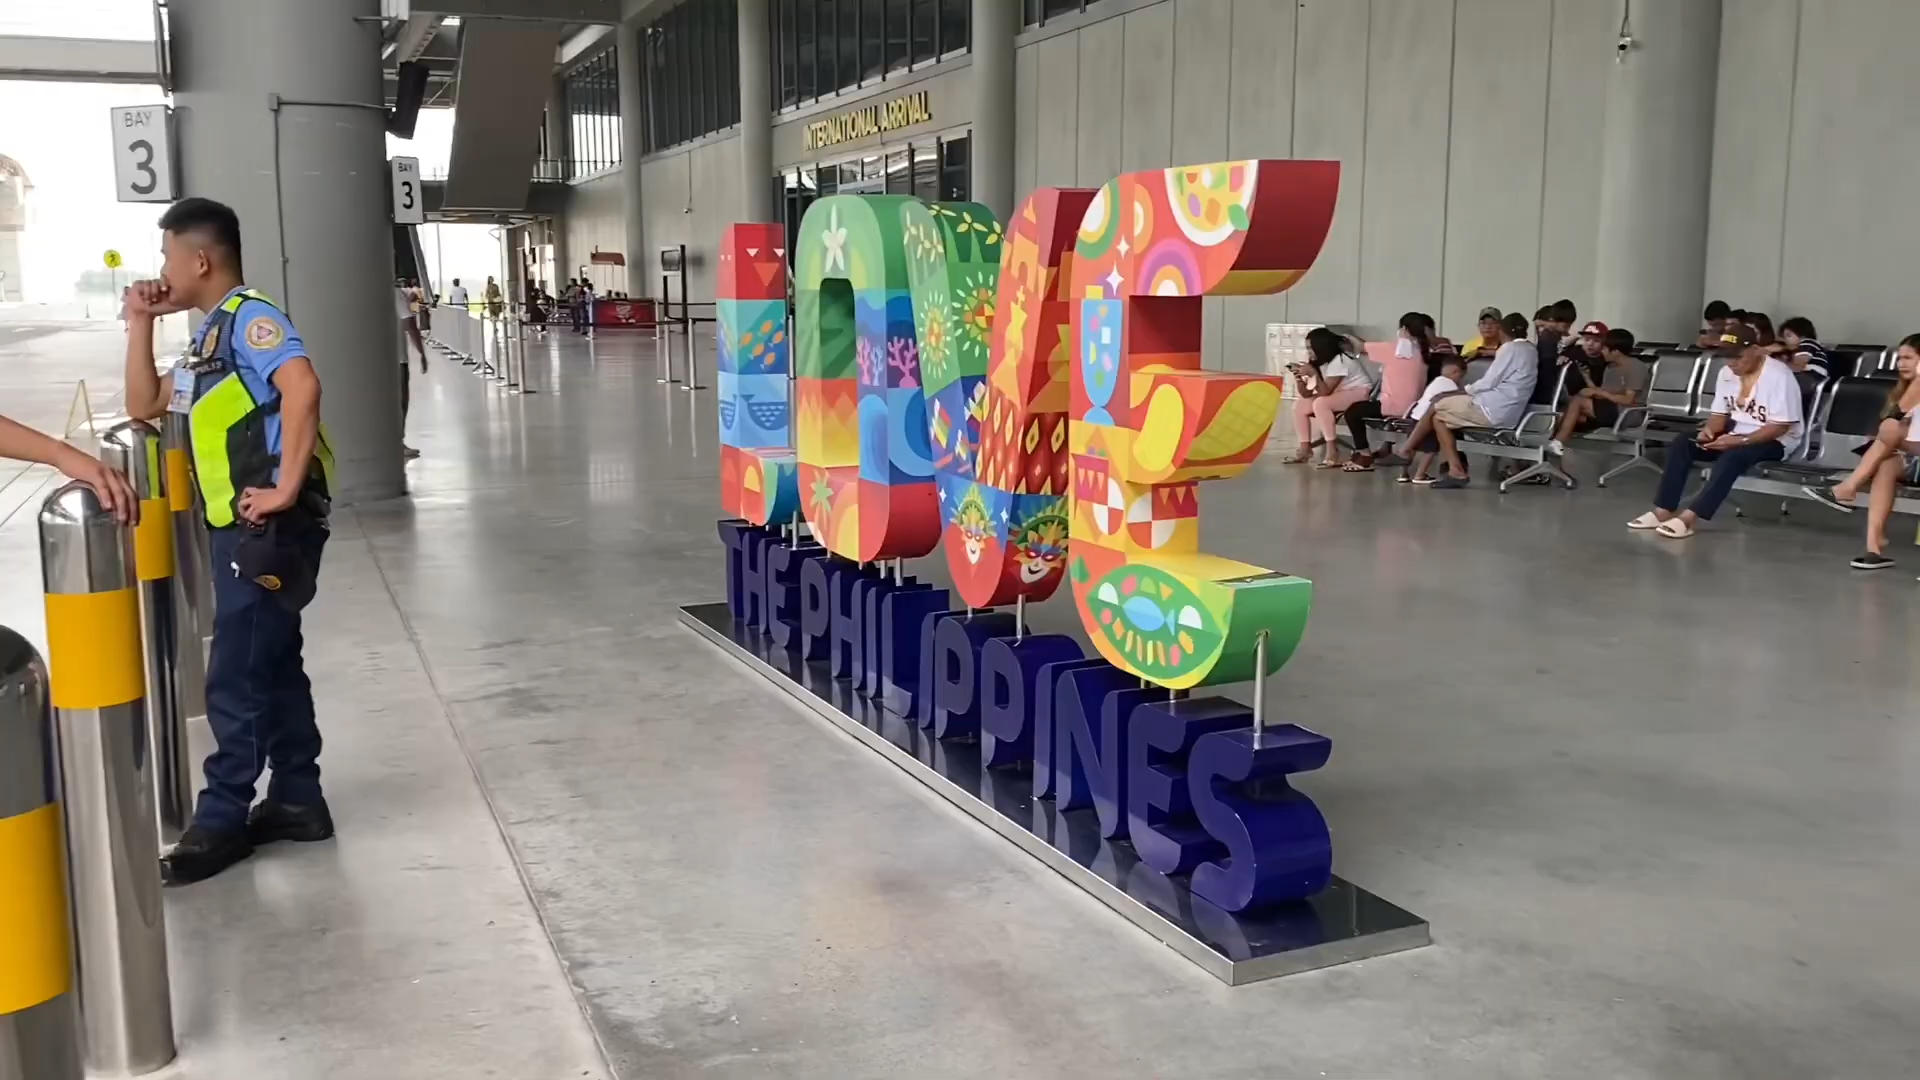 BAY
3
BAY
3
INTERNATIONAL ARRIVAL
LOVE
THE PHILIPPINES